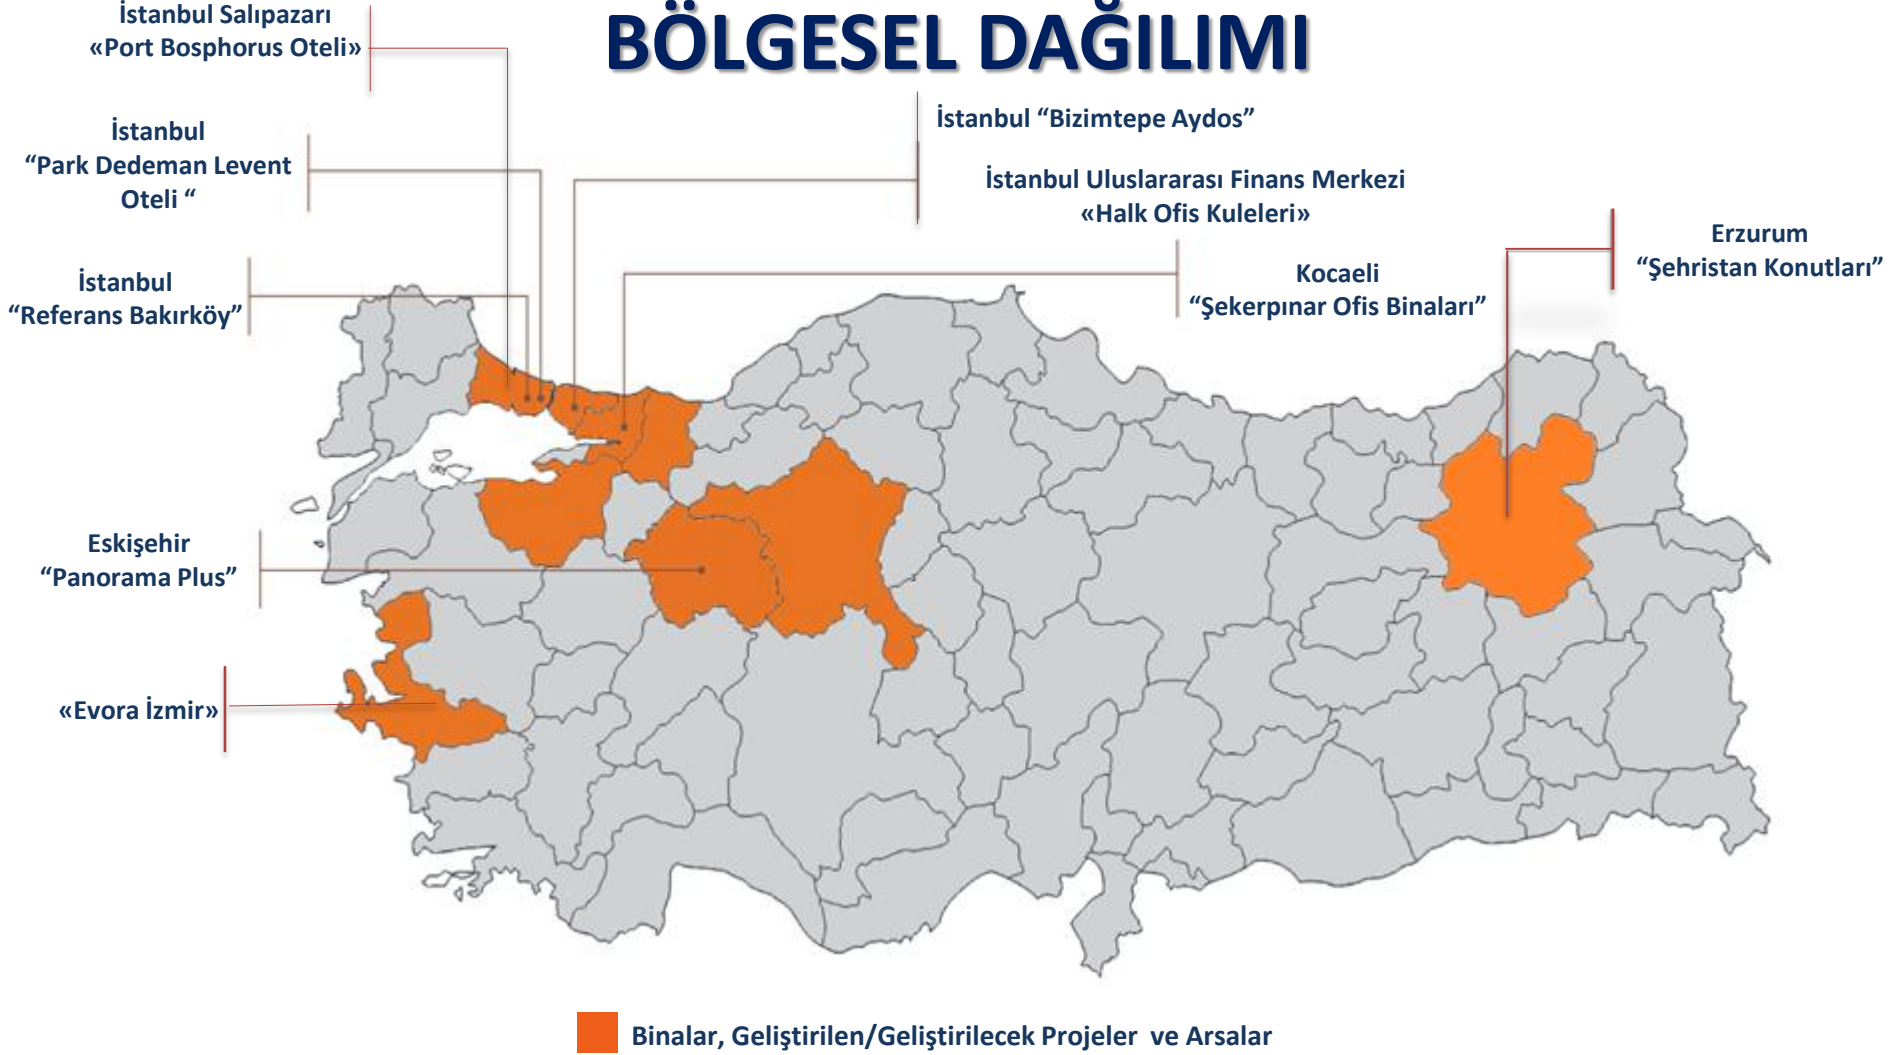 BÖLGESEL DAĞILIMI
İstanbul Salıpazarı
«Port Bosphorus Oteli»
İstanbul
“Park Dedeman Levent
Oteli “
İstanbul
“Referans Bakırköy”
İstanbul “Bizimtepe Aydos”
İstanbul Uluslararası Finans Merkezi
«Halk Ofis Kuleleri»
Kocaeli
“Şekerpınar Ofis Binaları”
Erzurum
“Şehristan Konutları”
Eskişehir
“Panorama Plus”
«Evora İzmir»
Binalar, Geliştirilen/Geliştirilecek Projeler ve Arsalar